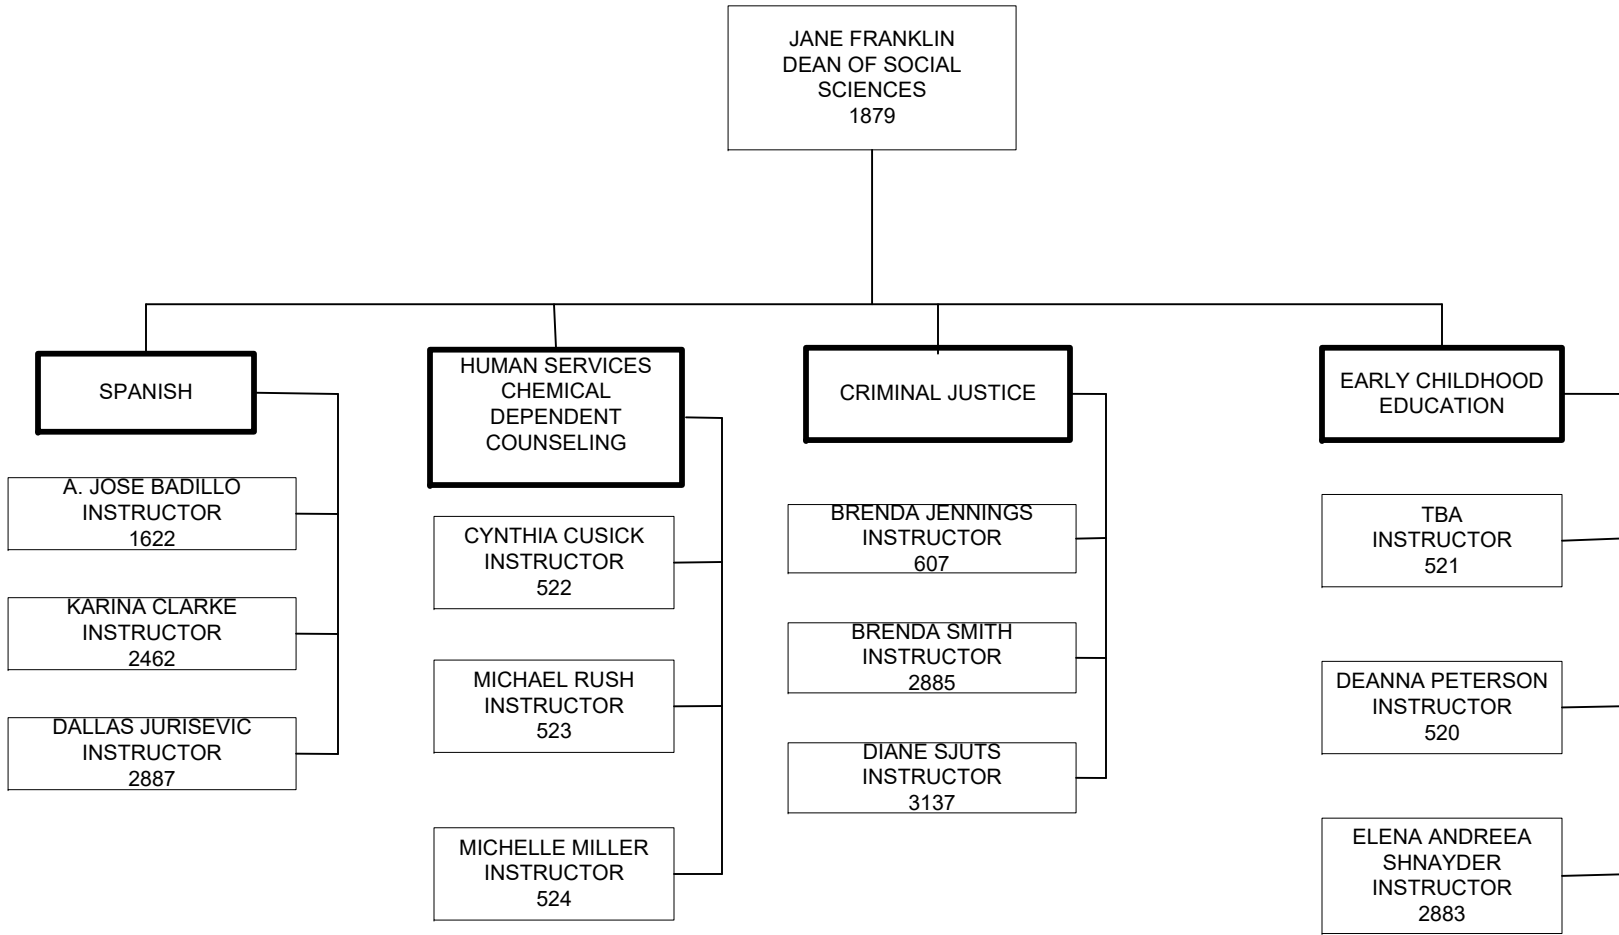 JANE FRANKLIN
DEAN OF SOCIAL
SCIENCES
1879
SPANISH
A. JOSE BADILLO
INSTRUCTOR
1622
KARINA CLARKE
INSTRUCTOR
2462
DALLAS JURISEVIC
INSTRUCTOR
2887
HUMAN SERVICES
CHEMICAL
DEPENDENT
COUNSELING
CYNTHIA CUSICK
INSTRUCTOR
522
MICHAEL RUSH
INSTRUCTOR
523
MICHELLE MILLER
INSTRUCTOR
524
CRIMINAL JUSTICE
BRENDA JENNINGS
INSTRUCTOR
607
BRENDA SMITH
INSTRUCTOR
2885
DIANE SJUTS
INSTRUCTOR
3137
EARLY CHILDHOOD
EDUCATION
TBA
INSTRUCTOR
521
DEANNA PETERSON
INSTRUCTOR
520
ELENA ANDREEA
SHNAYDER
INSTRUCTOR
2883